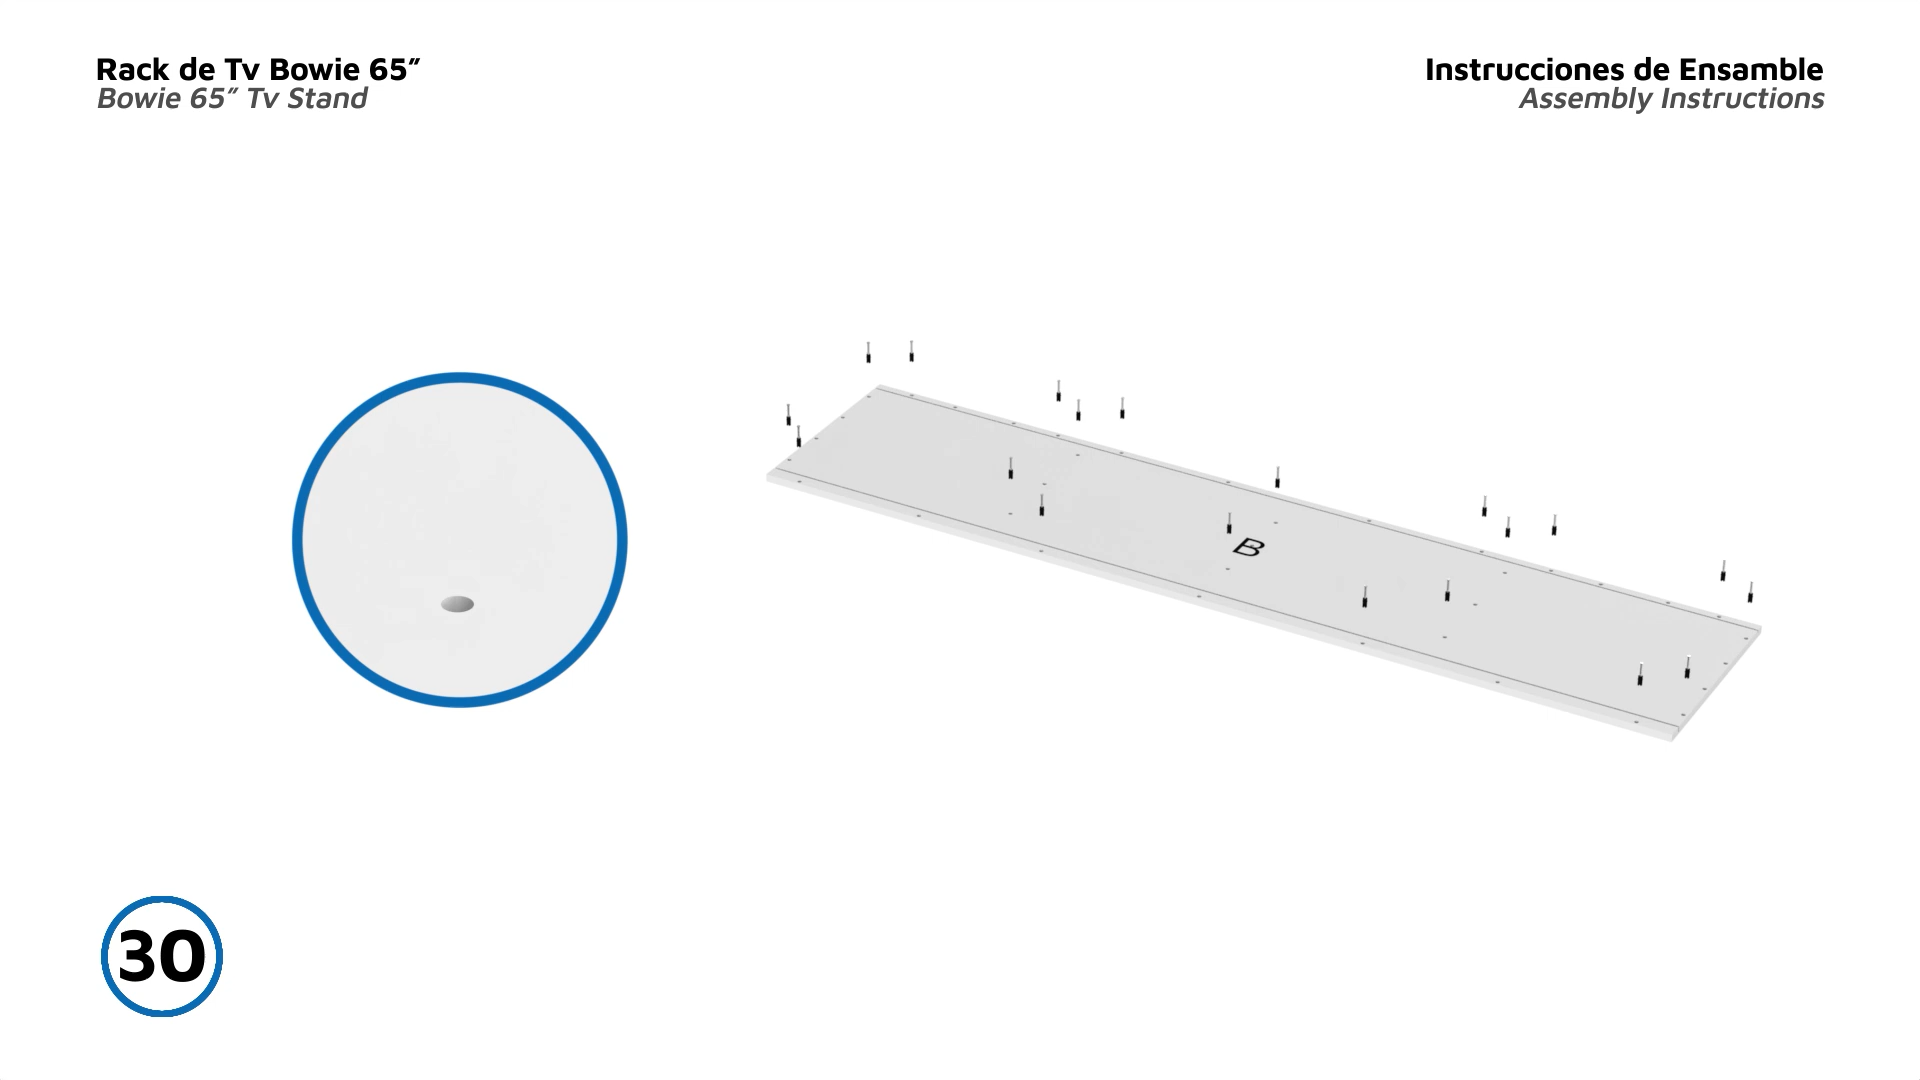 Rack de Tv Bowie 65”
Bowie 65” Tv Stand
Instrucciones de Ensamble
Assembly Instructions
B
30